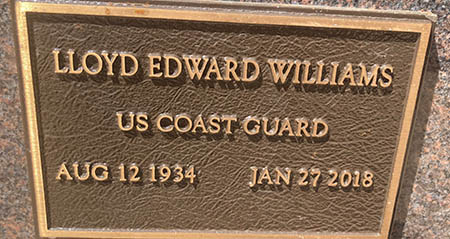 LLOYD EDWARD WILLIAMS
US COAST GUARD
AUG 12 1934 JAN 27 2018